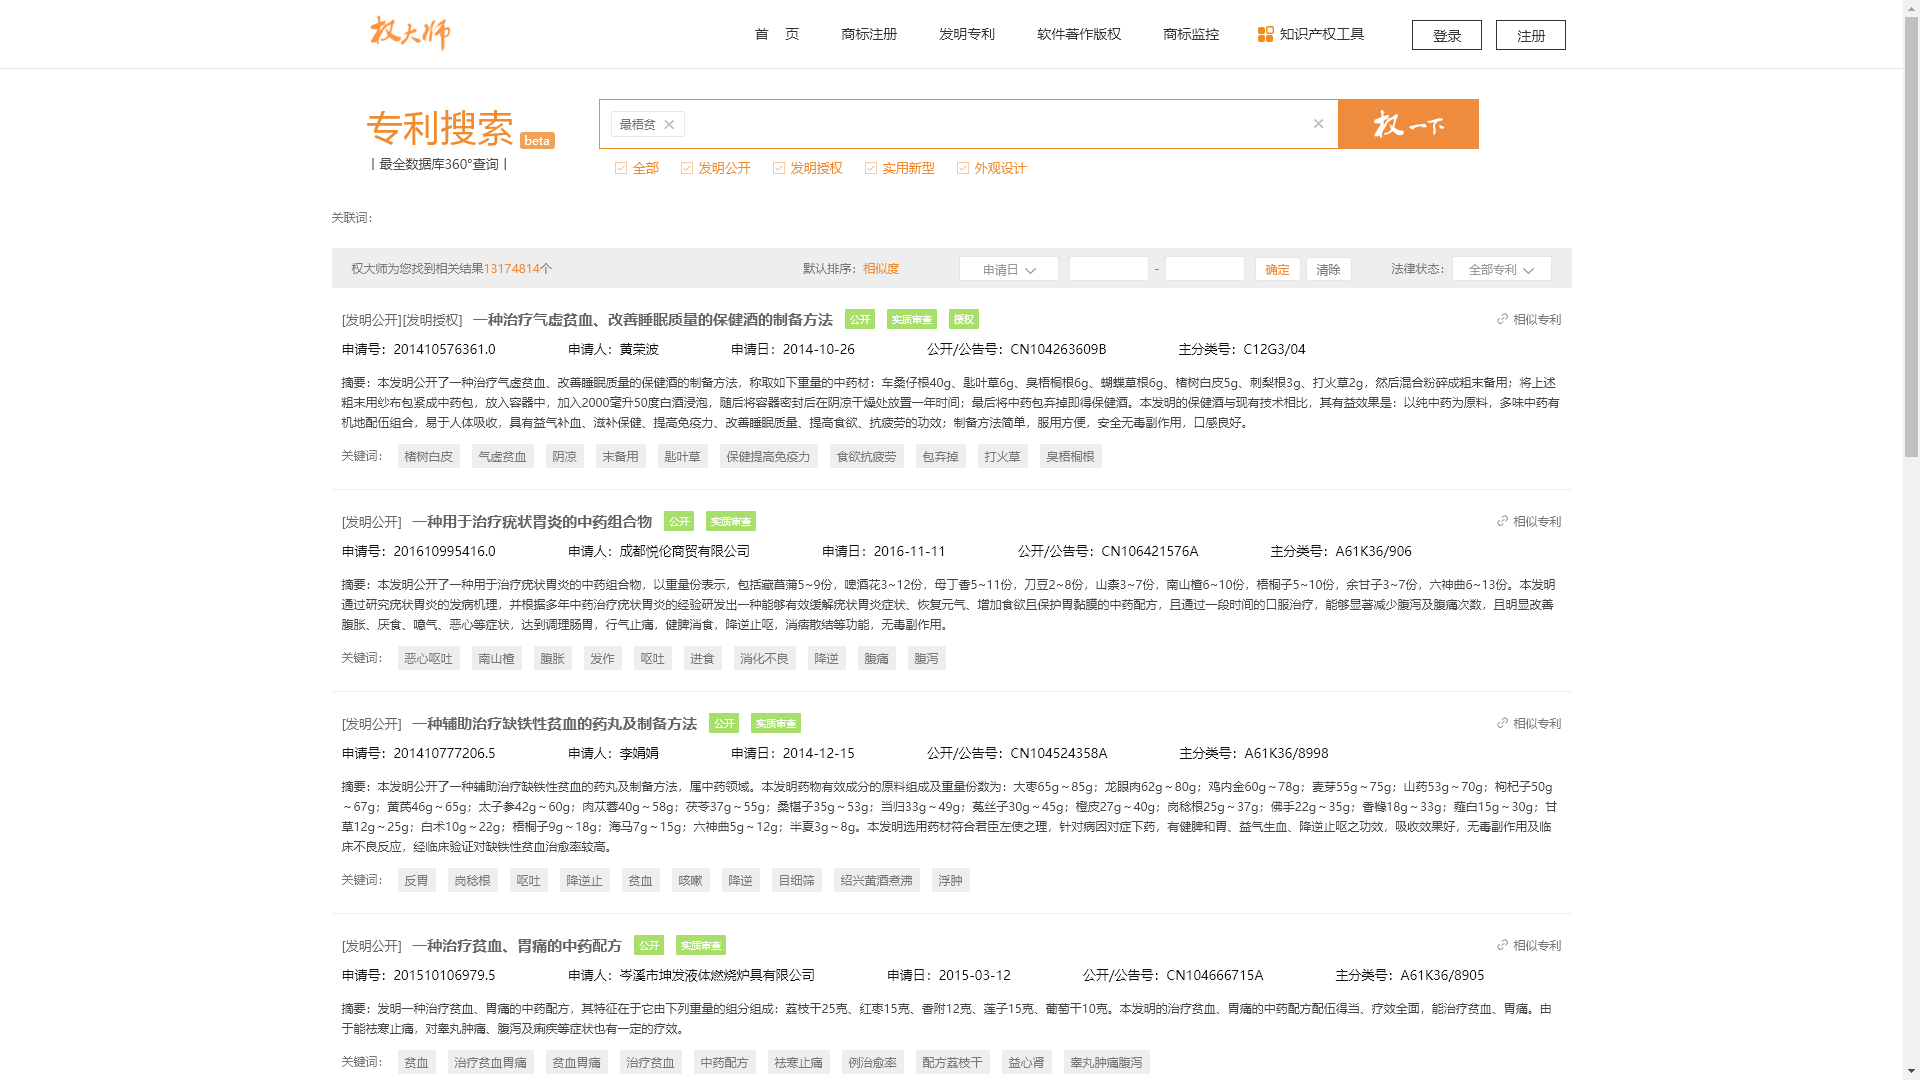 权大师
首 页
商标注册
发明专利
软件著作版权
商标监控
知识产权工具
登录
注册
专利搜索 beta
丨最全数据库360°查询丨
最悟贫
权一下
全部
发明公开
发明授权
实用新型
外观设计
关联词：
权大师为您找到相关结果13174814个
默认排序：相似度
申请日
-
确定
清除
法律状态：
全部专利
[发明公开][发明授权] 一种治疗气虚贫血、改善睡眠质量的保健酒的制备方法 公开 实质审查 授权 相似专利
申请号：201410576361.0 申请人：黄荣波 申请日：2014-10-26 公开/公告号：CN104263609B 主分类号：C12G3/04
摘要：本发明公开了一种治疗气虚贫血、改善睡眠质量的保健酒的制备方法，称取如下重量的中药材：车桑仔根40g、匙叶草6g、臭梧桐根6g、蝴蝶草根6g、楮树白皮5g、刺梨根3g、打火草2g，然后混合粉碎成粗末备用；将上述
粗末用纱布包紧成中药包，放入容器中，加入2000毫升50度白酒浸泡，随后将容器密封后在阴凉干燥处放置一年时间；最后将中药包弃掉即得保健酒。本发明的保健酒与现有技术相比，其有益效果是：以纯中药为原料，多味中药有
机地配伍组合，易于人体吸收，具有益气补血、滋补保健、提高免疫力、改善睡眠质量、提高食欲、抗疲劳的功效；制备方法简单，服用方便，安全无毒副作用，口感良好。
关键词： 楮树白皮 气虚贫血 阴凉 末备用 匙叶草 保健提高免疫力 食欲抗疲劳 包弃掉 打火草 臭梧桐根
[发明公开] 一种用于治疗疣状胃炎的中药组合物 公开 实质审查 相似专利
申请号：201610995416.0 申请人：成都悦伦商贸有限公司 申请日：2016-11-11 公开/公告号：CN106421576A 主分类号：A61K36/906
摘要：本发明公开了一种用于治疗疣状胃炎的中药组合物，以重量份表示，包括藏菖蒲5~9份，啤酒花3~12份，母丁香5~11份，刀豆2~8份，山柰3~7份，南山楂6~10份，梧桐子5~10份，余甘子3~7份，六神曲6~13份。本发明
通过研究疣状胃炎的发病机理，并根据多年中药治疗疣状胃炎的经验研发出一种能够有效缓解疣状胃炎症状、恢复元气、增加食欲且保护胃黏膜的中药配方，且通过一段时间的口服治疗，能够显著减少腹泻及腹痛次数，且明显改善
腹胀、厌食、噫气、恶心等症状，达到调理肠胃，行气止痛，健脾消食，降逆止呕，消痞散结等功能，无毒副作用。
关键词： 恶心呕吐 南山楂 腹胀 发作 呕吐 进食 消化不良 降逆 腹痛 腹泻
[发明公开] 一种辅助治疗缺铁性贫血的药丸及制备方法 公开 实质审查 相似专利
申请号：201410777206.5 申请人：李娟娟 申请日：2014-12-15 公开/公告号：CN104524358A 主分类号：A61K36/8998
摘要：本发明公开了一种辅助治疗缺铁性贫血的药丸及制备方法，属中药领域。本发明药物有效成分的原料组成及重量份数为：大枣65g～85g；龙眼肉62g～80g；鸡内金60g～78g；麦芽55g～75g；山药53g～70g；枸杞子50g
～67g；黄芪46g～65g；太子参42g～60g；肉苁蓉40g～58g；茯苓37g～55g；桑椹子35g～53g；当归33g～49g；菟丝子30g～45g；橙皮27g～40g；岗稔根25g～37g；佛手22g～35g；香橼18g～33g；薤白15g～30g；甘
草12g～25g；白术10g～22g；梧桐子9g～18g；海马7g～15g；六神曲5g～12g；半夏3g～8g。本发明选用药材符合君臣左使之理，针对病因对症下药，有健脾和胃、益气生血、降逆止呕之功效，吸收效果好，无毒副作用及临
床不良反应，经临床验证对缺铁性贫血治愈率较高。
关键词： 反胃 岗稔根 呕吐 降逆止 贫血 咳嗽 降逆 目细筛 绍兴黄酒煮沸 浮肿
[发明公开] 一种治疗贫血、胃痛的中药配方 公开 实质审查 相似专利
申请号：201510106979.5 申请人：岑溪市坤发液体燃烧炉具有限公司 申请日：2015-03-12 公开/公告号：CN104666715A 主分类号：A61K36/8905
摘要：发明一种治疗贫血、胃痛的中药配方，其特征在于它由下列重量的组分组成：荔枝干25克、红枣15克、香附12克、莲子15克、葡萄干10克。本发明的治疗贫血、胃痛的中药配方配伍得当、疗效全面，能治疗贫血、胃痛。由
于能祛寒止痛，对睾丸肿痛、腹泻及痢疾等症状也有一定的疗效。
关键词： 贫血 治疗贫血胃痛 贫血胃痛 治疗贫血 中药配方 祛寒止痛 例治愈率 配方荔枝干 益心肾 睾丸肿痛腹泻